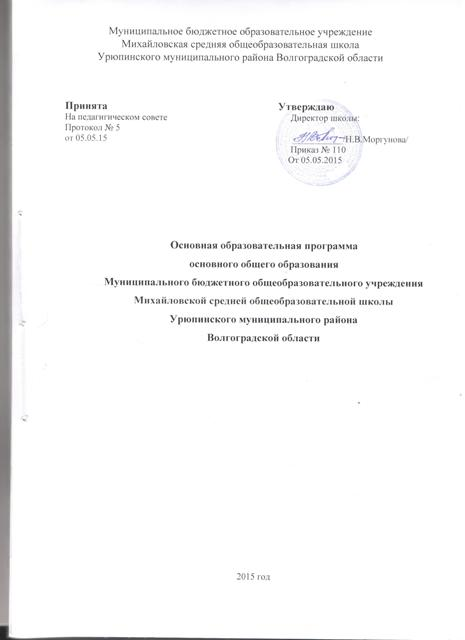 Муниципальное бюджетное образовательное учреждение
Михайловская средняя общеобразовательная школа
Урюпинского муниципального района Волгоградской области
Принята
На педагогическом совете
Протокол № 5
от 05.05.15
Утверждаю
Директор школы:
/Н.В.Моргунова/
Приказ № 110
От 05.05.2015
Основная образовательная программа
основного общего образования
Муниципального бюджетного общеобразовательного учреждения
Михайловской средней общеобразовательной школы
Урюпинского муниципального района
Волгоградской области
2015 год